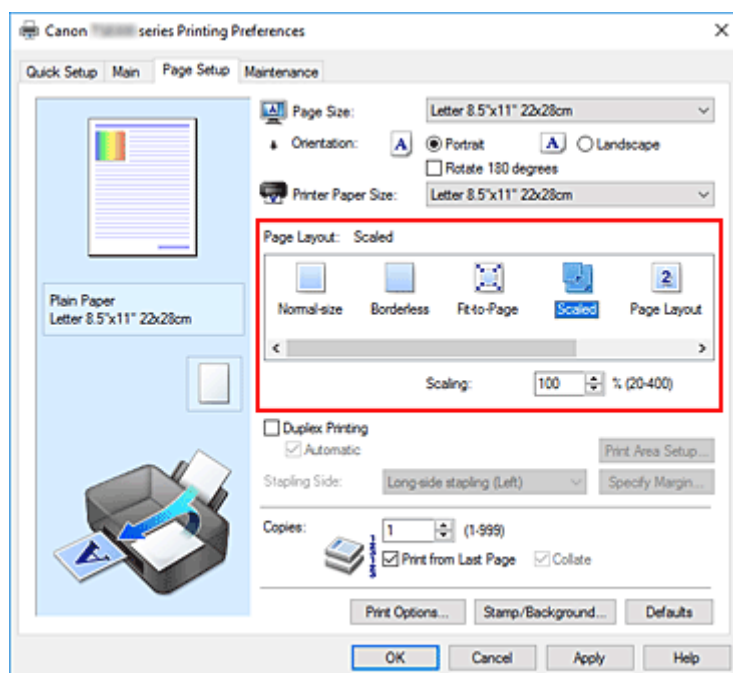 Canon series Printing Preferences
Quick Setup Main Page Setup Maintenance
Page Size: Letter 8.5"x11" 22x28cm
Orientation: A Portrait A Landscape
Rotate 180 degrees
Printer Paper Size: Letter 8.5"x11" 22x28cm
Page Layout: Scaled
Normal-size Borderless Fit-to-Page Scaled 2 Page Layout
Scaling: 100 % (20-400)
Plain Paper
Letter 8.5"x11" 22x28cm
Duplex Printing
Automatic Print Area Setup...
Stapling Side: Long-side stapling (Left) Specify Margin...
Copies: 1 (1-999)
Print from Last Page Collate
A
Print Options... Stamp/Background... Defaults
OK Cancel Apply Help